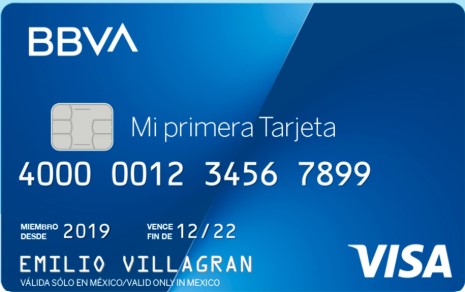 BBVA
Mi primera Tarjeta
4000 0012 3456 7899
MIEMBRO DESDE 2019 VENCE FIN DE 12/22
EMILIO VILLAGRAN
VÁLIDA SÓLO EN MÉXICO/VALID ONLY IN MEXICO
VISA